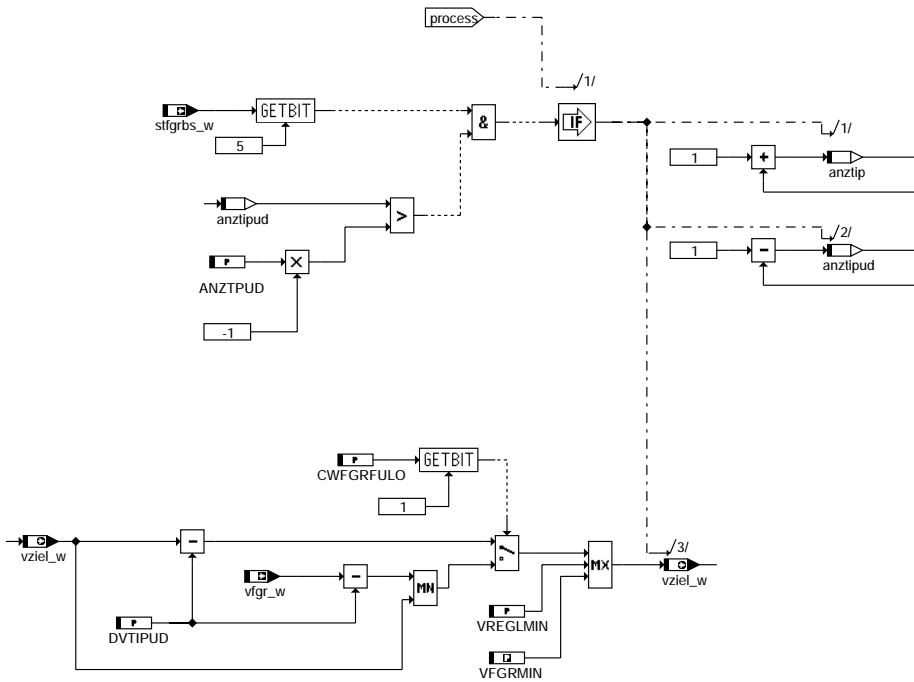 process
/1/
stfgrbs_w
GETBIT
5
&
IF
/1/
1
+
anztip
anztipud
>
P
ANZTPUD
×
-1
/2/
1
−
anztipud
P
CWFGRFULO
GETBIT
1
vziel_w
−
vfgr_w
−
MN
P
DVTIPUD
MX
/3/
vziel_w
P
VREGLMIN
P
VFGRMIN